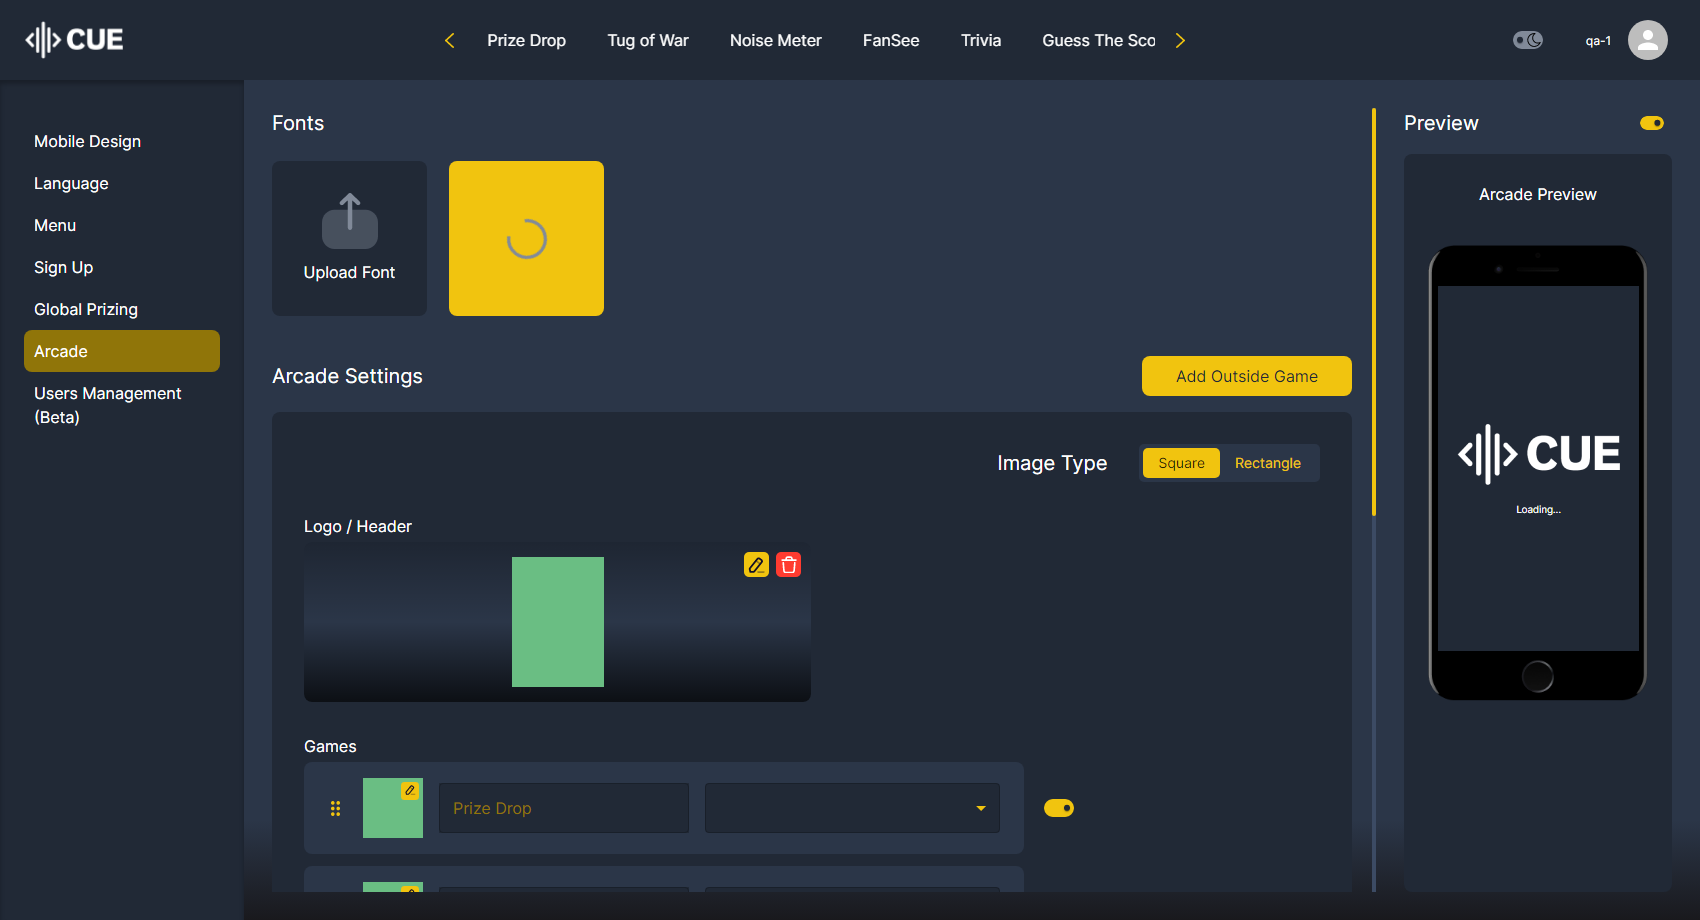 CUE
Prize Drop
Tug of War
Noise Meter
FanSee
Trivia
Guess The Sco
qa-1
Mobile Design
Language
Menu
Sign Up
Global Prizing
Arcade
Users Management
(Beta)
Fonts
Upload Font
Arcade Settings
Add Outside Game
Image Type
Square
Rectangle
Logo / Header
Games
Prize Drop
Preview
Arcade Preview
CUE
Loading...